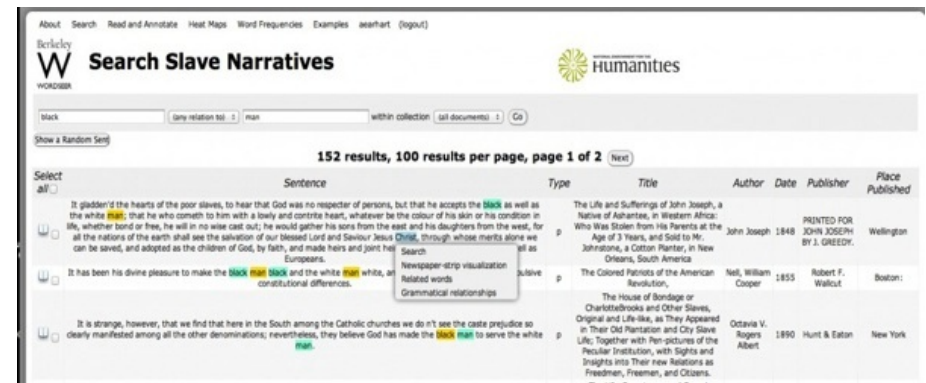 About Search Read and Annotate Heat Maps Word Frequencies Examples aearhart (logout)
Berkeley
W
WORDSEER
Search Slave Narratives
NATIONAL ENDOWMENT FOR THE
Humanities
black (any relation to) man within collection (all documents) Go
Show a Random Sent
152 results, 100 results per page, page 1 of 2 Next
Select all Sentence Type Title Author Date Publisher Place Published
It gladden'd the hearts of the poor slaves, to hear that God was no respecter of persons, but that he accepts the black as well as
the white man; that he who cometh to him with a lowly and contrite heart, whatever be the colour of his skin or his condition in
life, whether bond or free, he will in no wise cast out; he would gather his sons from the east and his daughters from the west, for
all the nations of the earth shall see the salvation of our blessed Lord and Saviour Jesus Christ, through whose merits alone we
can be saved, and adopted as the children of God, by faith, and made heirs and joint hei ell as
Europeans.
p
The Life and Sufferings of John Joseph, a
Native of Ashantee, in Western Africa:
Who Was Stolen from His Parents at the
Age of 3 Years, and Sold to Mr.
Johnstone, a Cotton Planter, in New
Orleans, South America
John Joseph
1848
PRINTED FOR
JOHN JOSEPH
BY J. GREEDY.
Wellington
Search
Newspaper-strip visualization
Related words
Grammatical relationships
It has been his divine pleasure to make the black man black and the white man white, an pulsive
constitutional differences.
p
The Colored Patriots of the American
Revolution,
Nell, William
Cooper
1855
Robert F.
Wallcut
Boston:
It is strange, however, that we find that here in the South among the Catholic churches we do n't see the caste prejudice so
clearly manifested among all the other denominations; nevertheless, they believe God has made the black man to serve the white
man.
p
The House of Bondage or
CharlotteBrooks and Other Slaves,
Original and Life-like, as They Appeared
in Their Old Plantation and City Slave
Life; Together with Pen-pictures of the
Peculiar Institution, with Sights and
Insights into Their new Relations as
Freedmen, Freemen, and Citizens.
Octavia V.
Rogers
Albert
1890
Hunt & Eaton
New York